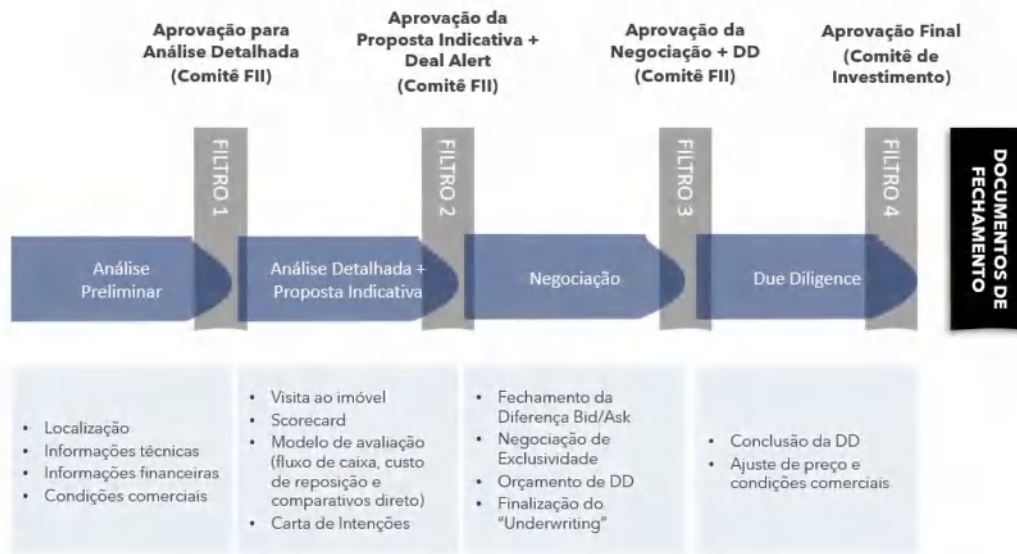 Aprovação para
Análise Detalhada
(Comitê FII)
Aprovação da
Proposta Indicativa +
Deal Alert
(Comitê FII)
Aprovação da
Negociação + DD
(Comitê FII)
Aprovação Final
(Comitê de
Investimento)
FILTRO 1
FILTRO 2
FILTRO 3
FILTRO 4
DOCUMENTOS DE
FECHAMENTO
Análise
Preliminar
Análise Detalhada +
Proposta Indicativa
Negociação
Due Diligence
• Localização
• Informações técnicas
• Informações financeiras
• Condições comerciais
• Visita ao imóvel
• Scorecard
• Modelo de avaliação
(fluxo de caixa, custo
de reposição e
comparativos direto)
• Carta de Intenções
• Fechamento da
Diferença Bid/Ask
• Negociação de
Exclusividade
• Orçamento de DD
• Finalização do
"Underwriting"
• Conclusão da DD
• Ajuste de preço e
condições comerciais